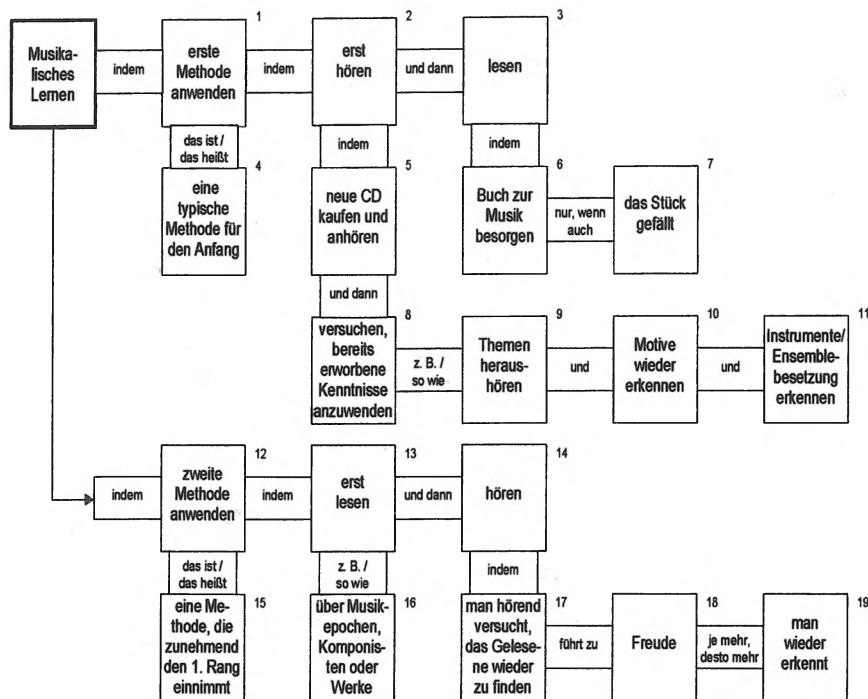 Musika-
lisches
Lernen
indem
1
erste
Methode
anwenden
indem
2
erst
hören
und dann
3
lesen
das ist /
das heißt
indem
indem
4
eine
typische
Methode für
den Anfang
5
neue CD
kaufen und
anhören
6
Buch zur
Musik
besorgen
nur, wenn
auch
7
das Stück
gefällt
und dann
8
versuchen,
bereits
erworbene
Kenntnisse
anzuwenden
z. B. /
so wie
9
Themen
heraus-
hören
und
10
Motive
wieder
erkennen
und
11
Instrumente/
Ensemble-
besetzung
erkennen
indem
12
zweite
Methode
anwenden
indem
13
erst
lesen
und dann
14
hören
das ist /
das heißt
z. B. /
so wie
indem
15
eine Me-
thode, die
zunehmend
den 1. Rang
einnimmt
16
über Musik-
epochen,
Komponis-
ten oder
Werke
17
man hörend
versucht,
das Gelese-
ne wieder
zu finden
führt zu
18
Freude
je mehr,
desto mehr
19
man
wieder
erkennt